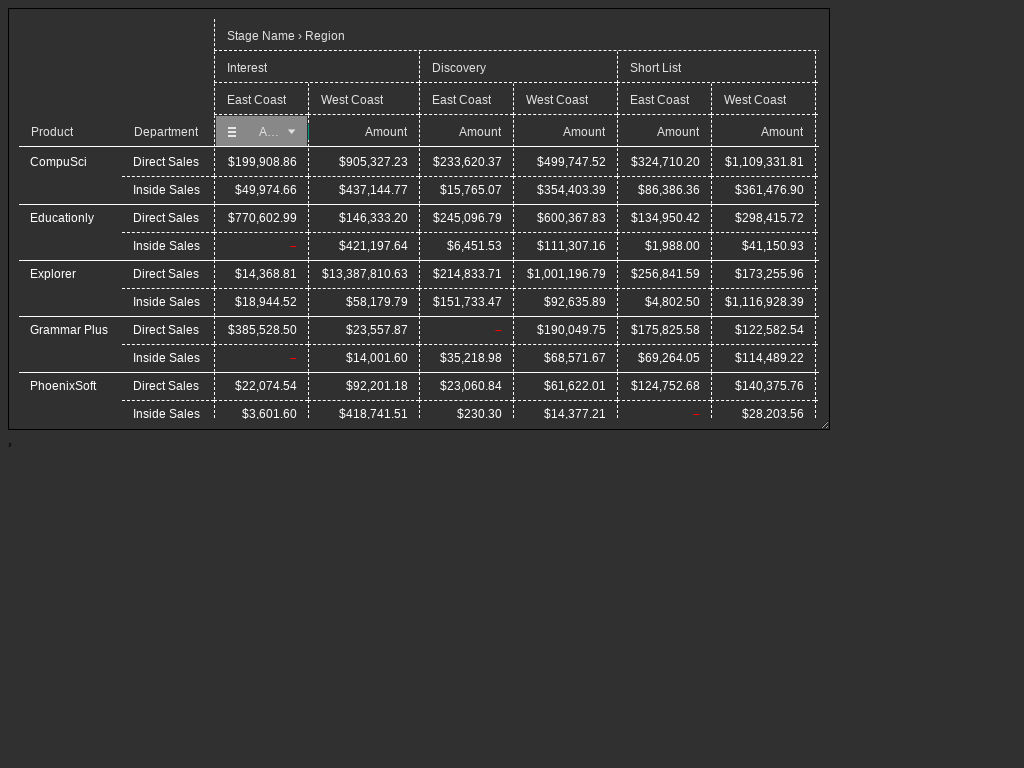 Stage Name › Region
Interest Discovery Short List
East Coast West Coast East Coast West Coast East Coast West Coast
Product Department A... Amount Amount Amount Amount Amount
CompuSci Direct Sales $199,908.86 $905,327.23 $233,620.37 $499,747.52 $324,710.20 $1,109,331.81
Inside Sales $49,974.66 $437,144.77 $15,765.07 $354,403.39 $86,386.36 $361,476.90
Educationly Direct Sales $770,602.99 $146,333.20 $245,096.79 $600,367.83 $134,950.42 $298,415.72
Inside Sales – $421,197.64 $6,451.53 $111,307.16 $1,988.00 $41,150.93
Explorer Direct Sales $14,368.81 $13,387,810.63 $214,833.71 $1,001,196.79 $256,841.59 $173,255.96
Inside Sales $18,944.52 $58,179.79 $151,733.47 $92,635.89 $4,802.50 $1,116,928.39
Grammar Plus Direct Sales $385,528.50 $23,557.87 – $190,049.75 $175,825.58 $122,582.54
Inside Sales – $14,001.60 $35,218.98 $68,571.67 $69,264.05 $114,489.22
PhoenixSoft Direct Sales $22,074.54 $92,201.18 $23,060.84 $61,622.01 $124,752.68 $140,375.76
Inside Sales $3,601.60 $418,741.51 $230.30 $14,377.21 – $28,203.56
›